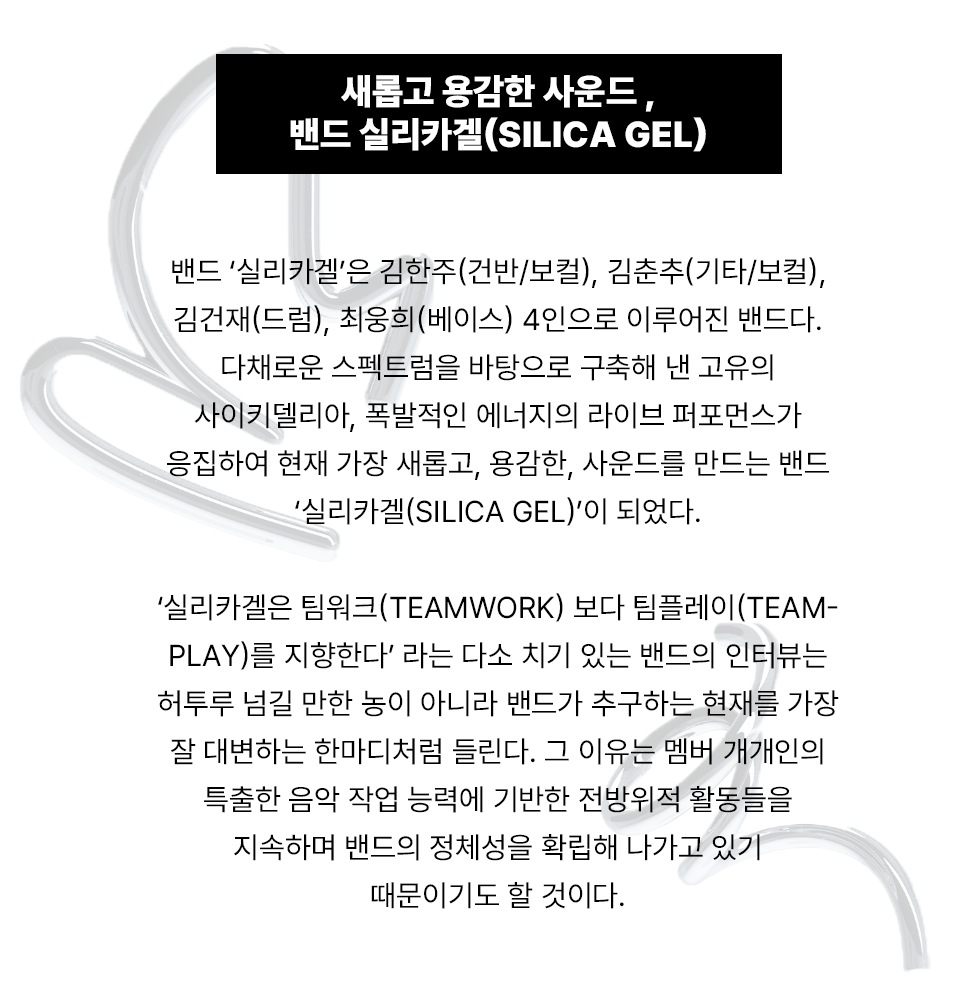 새롭고 용감한 사운드 ,
밴드 실리카겔(SILICA GEL)
밴드 ‘실리카겔’은 김한주(건반/보컬), 김춘추(기타/보컬),
김건재(드럼), 최웅희(베이스) 4인으로 이루어진 밴드다.
다채로운 스펙트럼을 바탕으로 구축해 낸 고유의
사이키델리아, 폭발적인 에너지의 라이브 퍼포먼스가
응집하여 현재 가장 새롭고, 용감한, 사운드를 만드는 밴드
‘실리카겔(SILICA GEL)’이 되었다.
‘실리카겔은 팀워크(TEAMWORK) 보다 팀플레이(TEAM-
PLAY)를 지향한다’ 라는 다소 치기 있는 밴드의 인터뷰는
허투루 넘길 만한 농이 아니라 밴드가 추구하는 현재를 가장
잘 대변하는 한마디처럼 들린다. 그 이유는 멤버 개개인의
특출한 음악 작업 능력에 기반한 전방위적 활동들을
지속하며 밴드의 정체성을 확립해 나가고 있기
때문이기도 할 것이다.